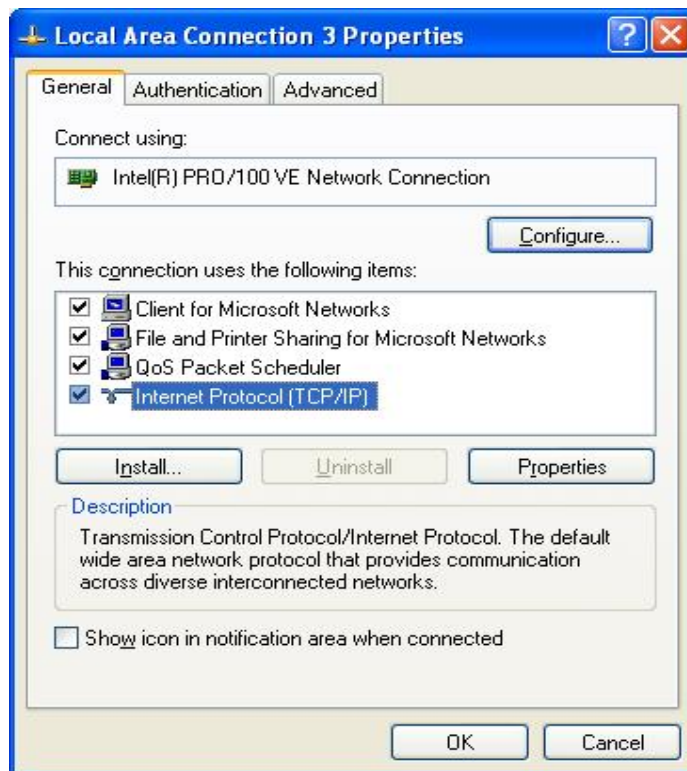 Local Area Connection 3 Properties
General
Authentication
Advanced
Connect using:
Intel(R) PRO/100 VE Network Connection
Configure...
This connection uses the following items:
Client for Microsoft Networks
File and Printer Sharing for Microsoft Networks
QoS Packet Scheduler
Internet Protocol (TCP/IP)
Install...
Uninstall
Properties
Description
Transmission Control Protocol/Internet Protocol. The default
wide area network protocol that provides communication
across diverse interconnected networks.
Show icon in notification area when connected
OK
Cancel